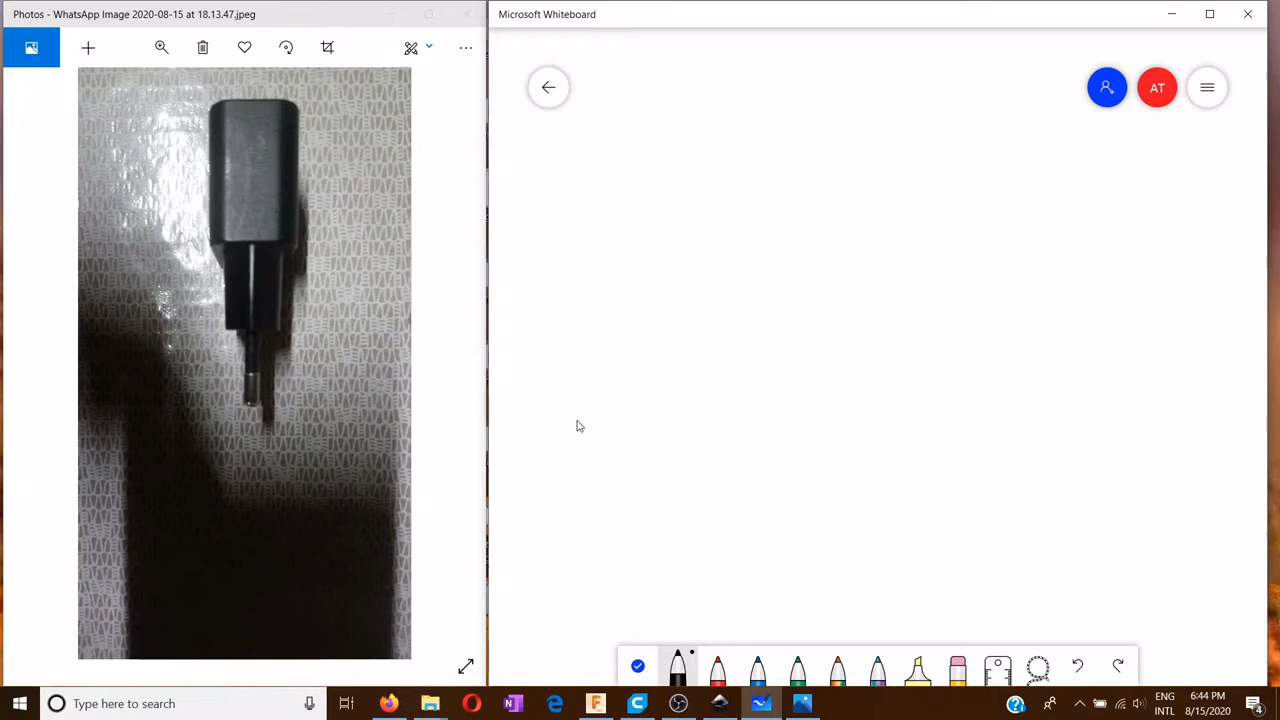 Photos - WhatsApp Image 2020-08-15 at 18.13.47.jpeg
Microsoft Whiteboard
AT
Type here to search
ENG
INTL
6:44 PM
8/15/2020
4